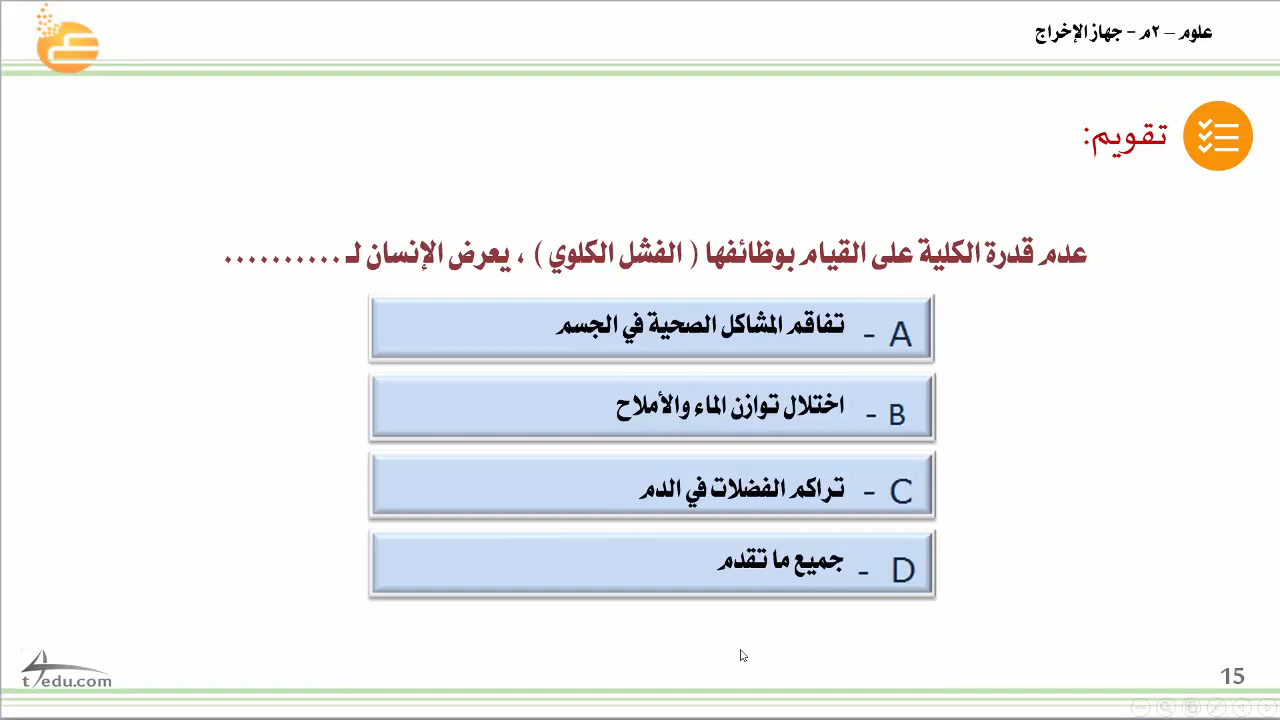 علوم – ٢م – جهاز الإخراج
تقويم:
عدم قدرة الكلية على القيام بوظائفها ( الفشل الكلوي ) ، يعرض الإنسان لـ ..........
A - تفاقم المشاكل الصحية في الجسم
B - اختلال توازن الماء والأملاح
C - تراكم الفضلات في الدم
D - جميع ما تقدم
t4edu.com
15